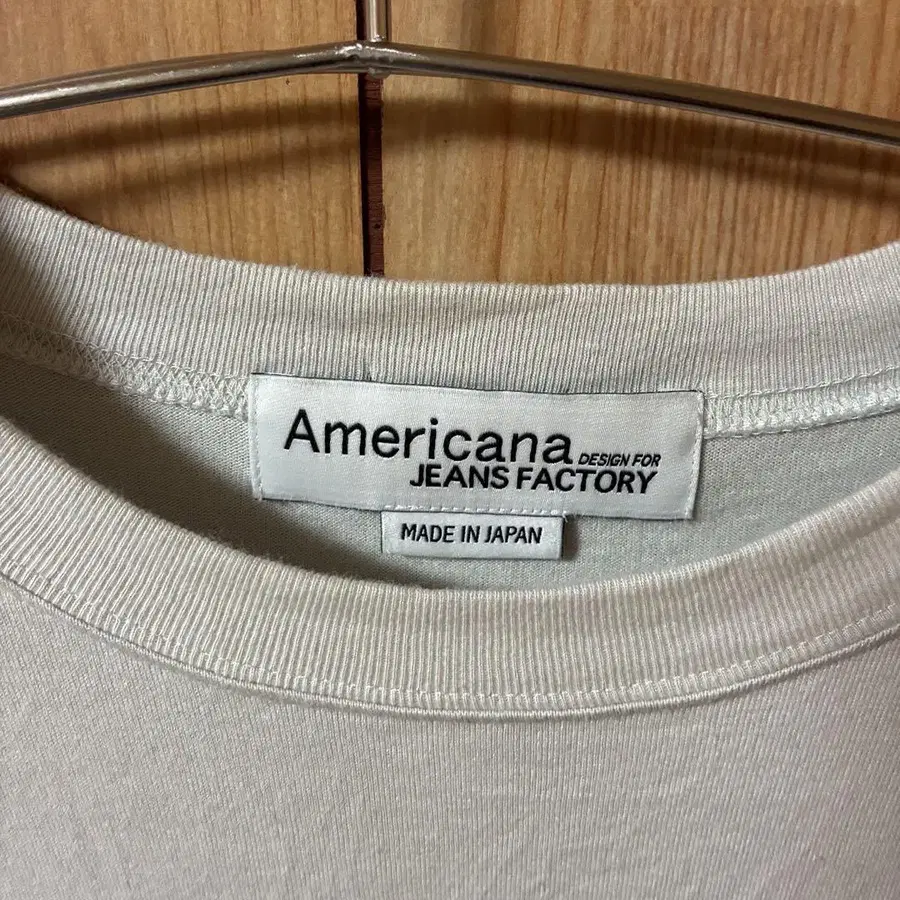 Americana DESIGN FOR
JEANS FACTORY
MADE IN JAPAN